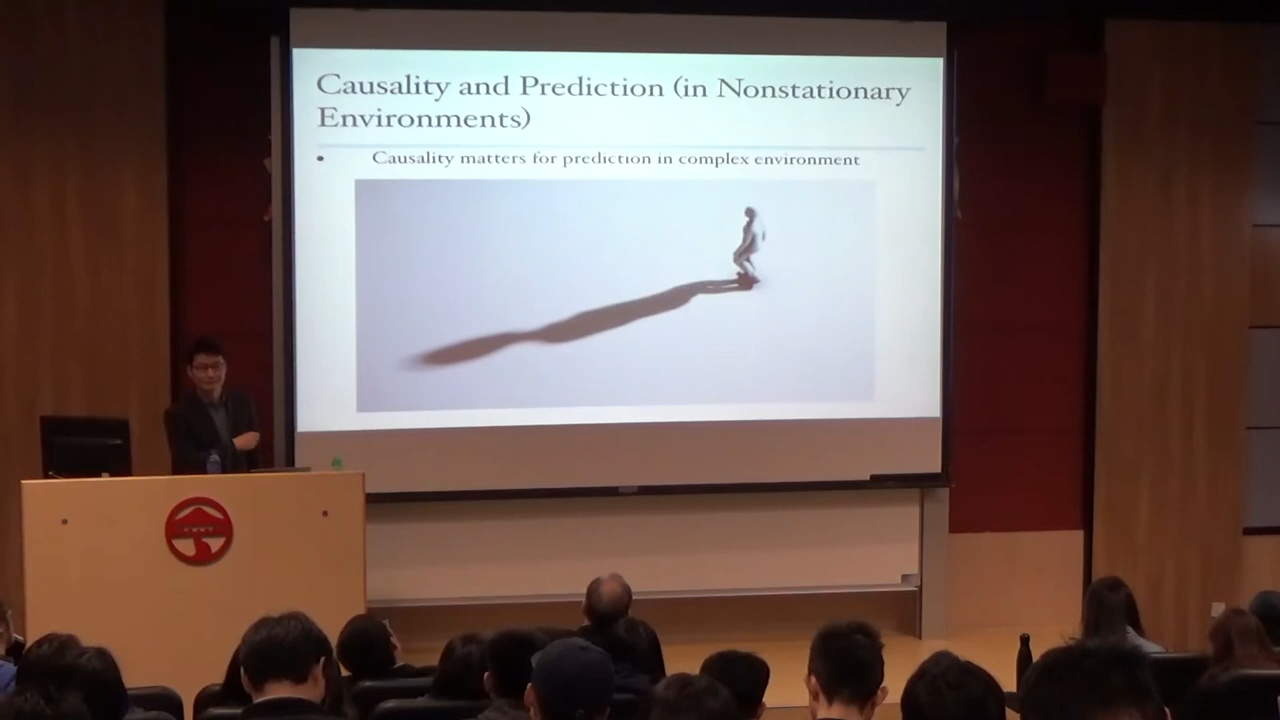 Causality and Prediction (in Nonstationary
Environments)
• Causality matters for prediction in complex environment